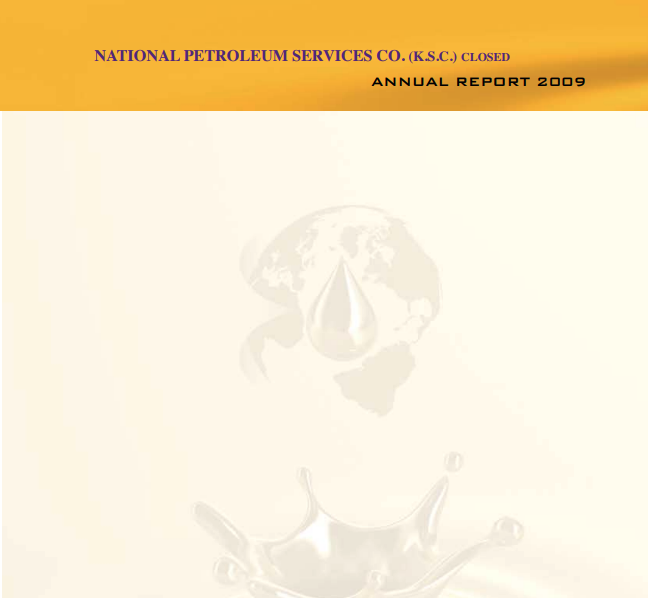 NATIONAL PETROLEUM SERVICES CO. (K.S.C.) CLOSED
ANNUAL REPORT 2009